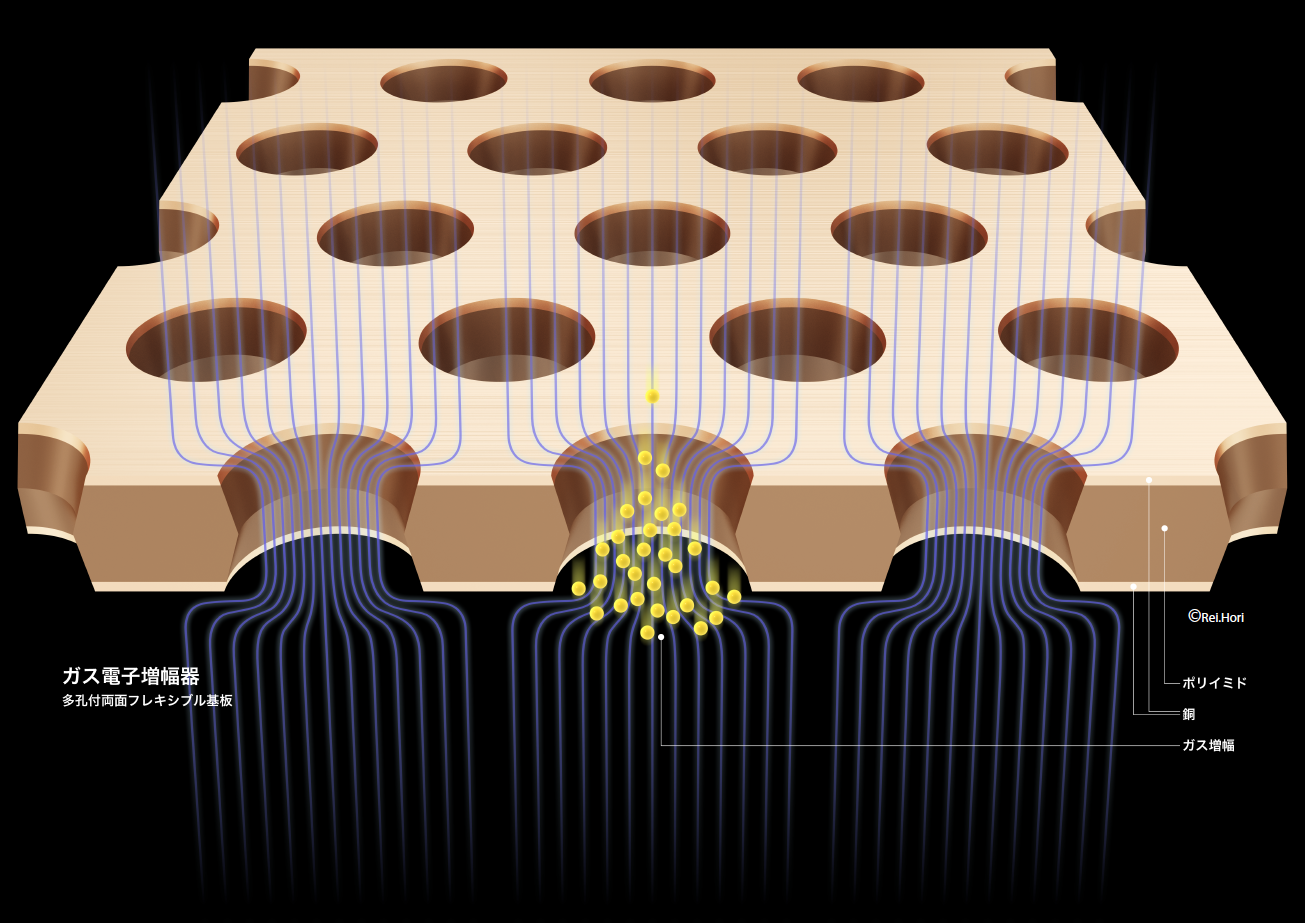 ©Rei.Hori
ガス電子増幅器
多孔付両面フレキシブル基板
ポリイミド
銅
ガス増幅